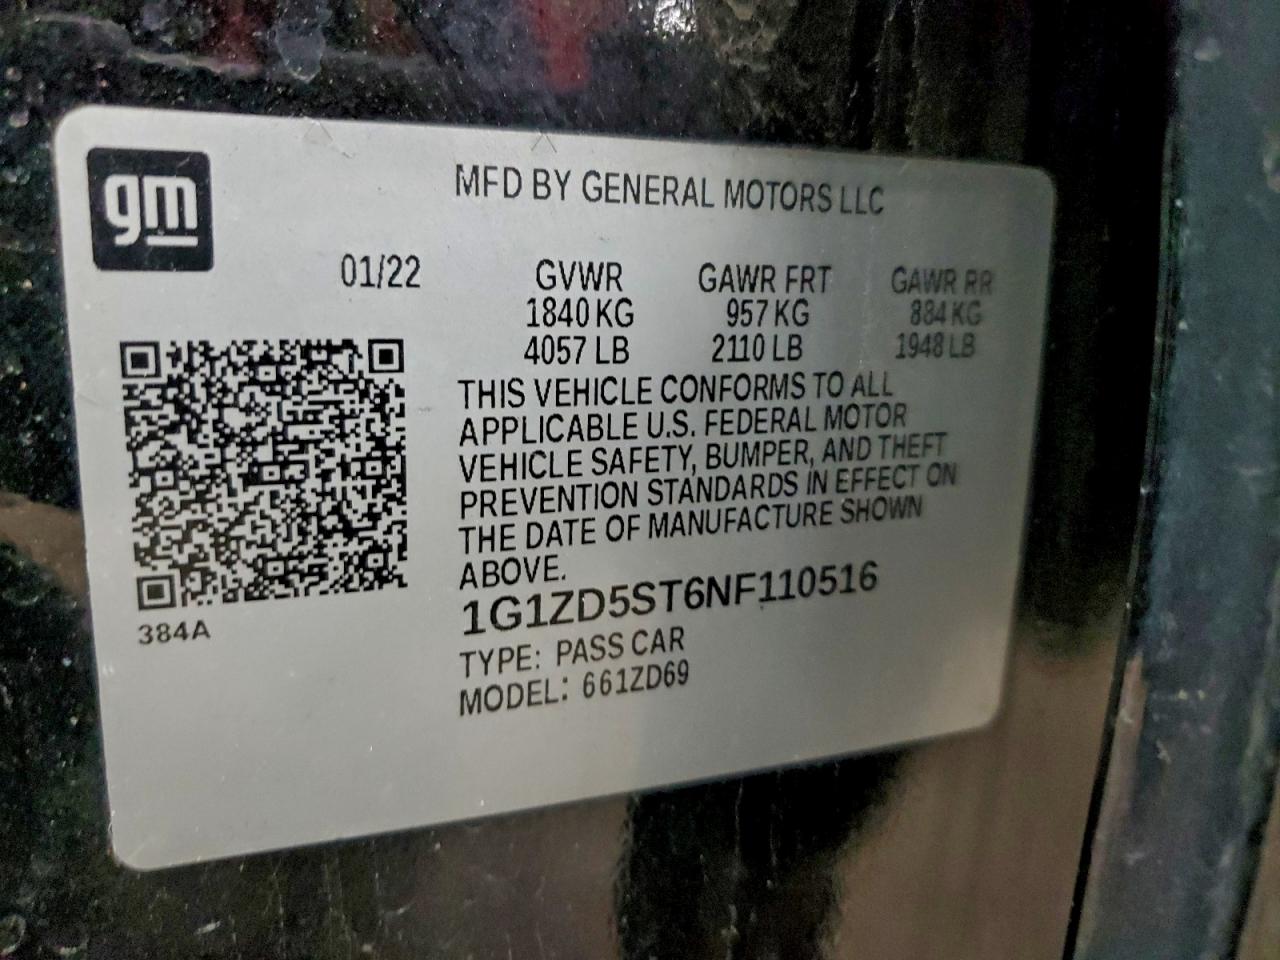 gm
MFD BY GENERAL MOTORS LLC
01/22 GVWR GAWR FRT GAWR RR
1840 KG 957 KG 884 KG
4057 LB 2110 LB 1948 LB
THIS VEHICLE CONFORMS TO ALL
APPLICABLE U.S. FEDERAL MOTOR
VEHICLE SAFETY, BUMPER, AND THEFT
PREVENTION STANDARDS IN EFFECT ON
THE DATE OF MANUFACTURE SHOWN
ABOVE.
1G1ZD5ST6NF110516
384A
TYPE: PASS CAR
MODEL: 661ZD69